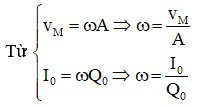 Từ { v_M = ωA ⇒ ω = v_M / A
I_0 = ωQ_0 ⇒ ω = I_0 / Q_0